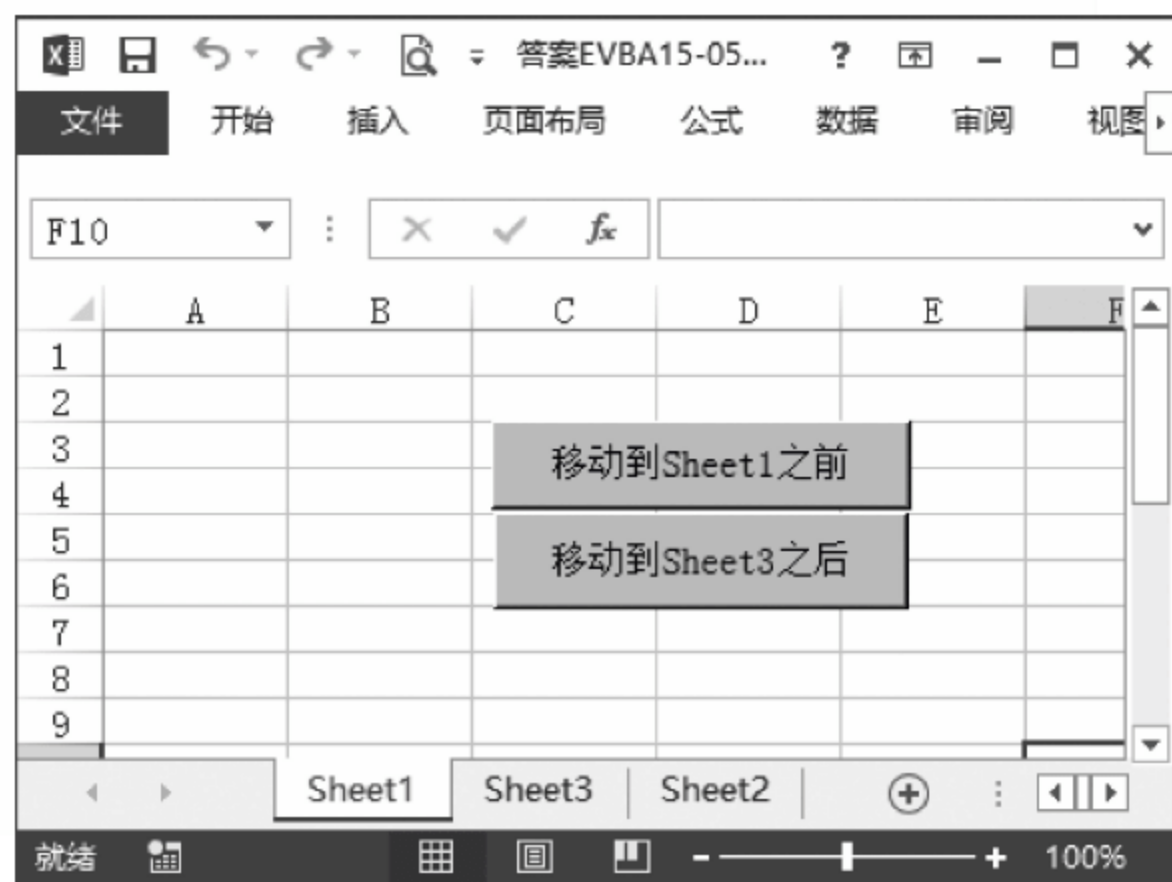 答案EVBA15-05... ?
文件 开始 插入 页面布局 公式 数据 审阅 视图
F10 fx
A B C D E F
1
2
3
移动到Sheet1之前
4
5
移动到Sheet3之后
6
7
8
9
Sheet1 Sheet3 Sheet2
就绪 100%